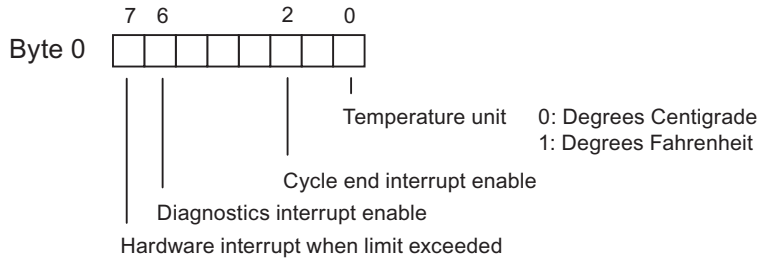 7 6 2 0
Byte 0
Temperature unit 0: Degrees Centigrade
1: Degrees Fahrenheit
Cycle end interrupt enable
Diagnostics interrupt enable
Hardware interrupt when limit exceeded